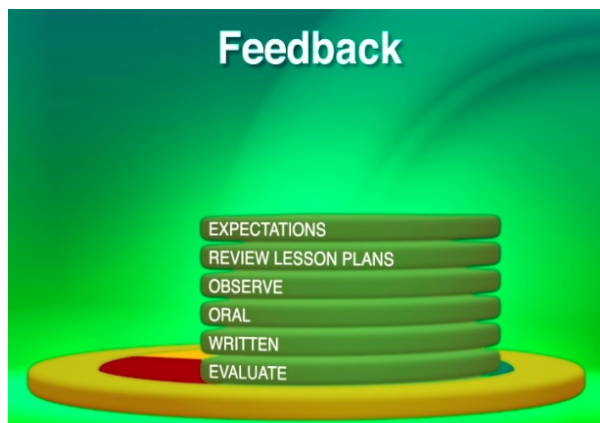 Feedback
EXPECTATIONS
REVIEW LESSON PLANS
OBSERVE
ORAL
WRITTEN
EVALUATE